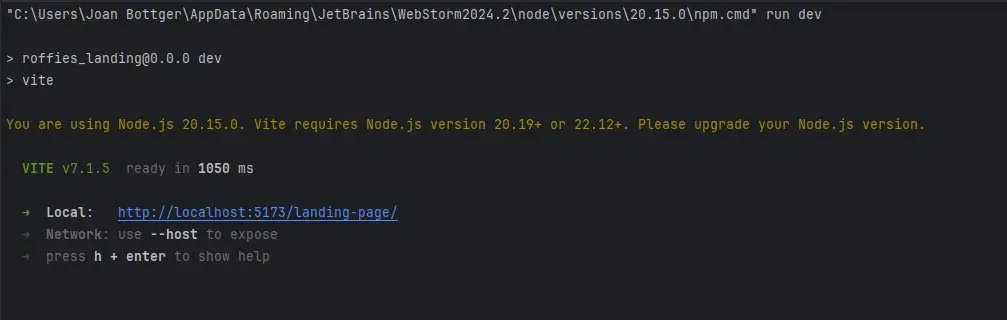 "C:\Users\Joan Bottger\AppData\Roaming\JetBrains\WebStorm2024.2\node\versions\20.15.0\npm.cmd" run dev
> roffies_landing@0.0.0 dev
> vite
You are using Node.js 20.15.0. Vite requires Node.js version 20.19+ or 22.12+. Please upgrade your Node.js version.
VITE v7.1.5 ready in 1050 ms
➜ Local: http://localhost:5173/landing-page/
➜ Network: use --host to expose
➜ press h + enter to show help